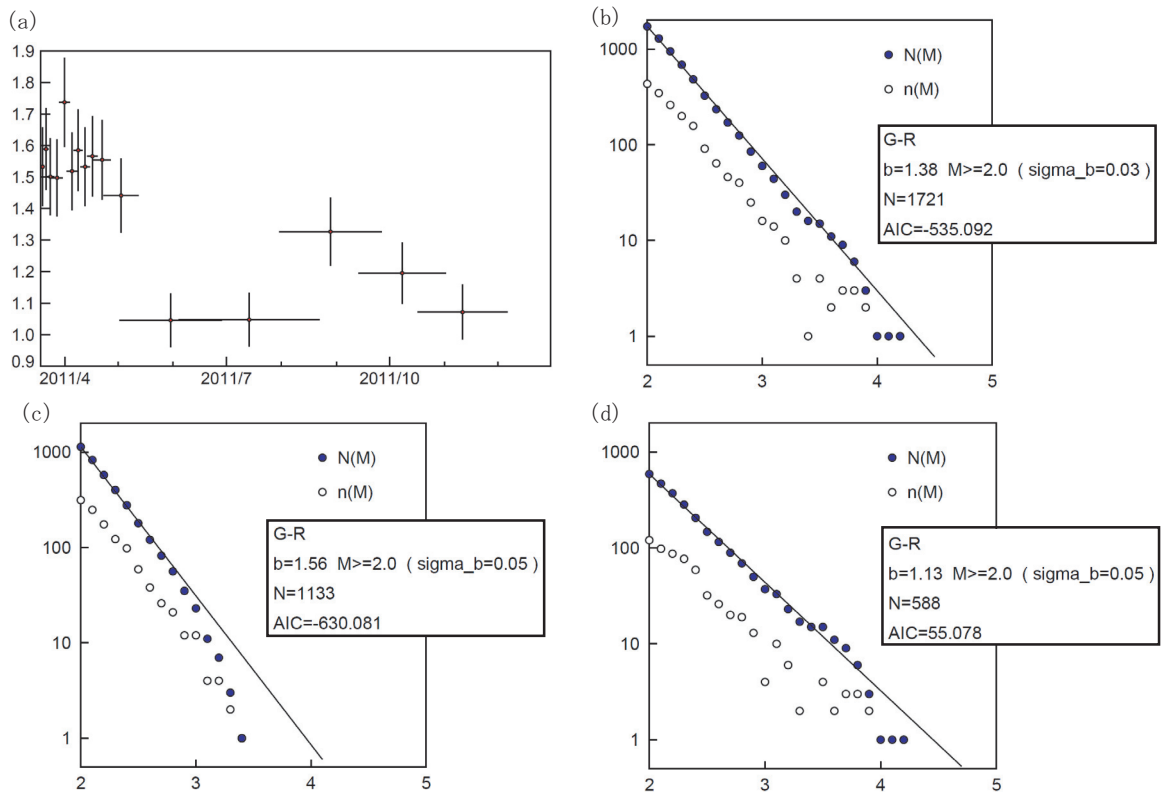 (a)
1.9
1.8
1.7
1.6
1.5
1.4
1.3
1.2
1.1
1.0
0.9
2011/4
2011/7
2011/10
(b)
1000
100
10
1
2
3
4
5
N(M)
n(M)
G-R
b=1.38 M>=2.0 ( sigma_b=0.03 )
N=1721
AIC=-535.092
(c)
1000
100
10
1
2
3
4
5
N(M)
n(M)
G-R
b=1.56 M>=2.0 ( sigma_b=0.05 )
N=1133
AIC=-630.081
(d)
1000
100
10
1
2
3
4
5
N(M)
n(M)
G-R
b=1.13 M>=2.0 ( sigma_b=0.05 )
N=588
AIC=55.078